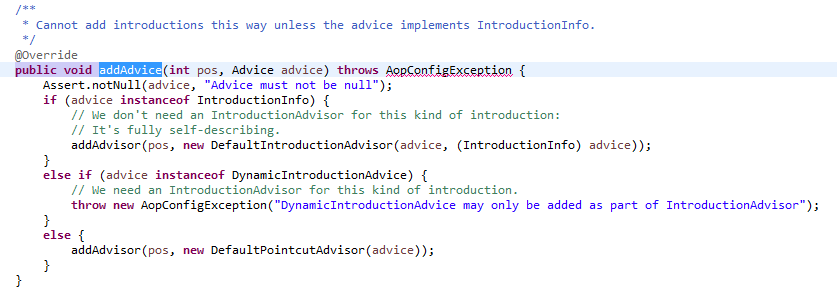 /**
 * Cannot add introductions this way unless the advice implements IntroductionInfo.
 */
@Override
public void addAdvice(int pos, Advice advice) throws AopConfigException {
    Assert.notNull(advice, "Advice must not be null");
    if (advice instanceof IntroductionInfo) {
        // We don't need an IntroductionAdvisor for this kind of introduction:
        // It's fully self-describing.
        addAdvisor(pos, new DefaultIntroductionAdvisor(advice, (IntroductionInfo) advice));
    }
    else if (advice instanceof DynamicIntroductionAdvice) {
        // We need an IntroductionAdvisor for this kind of introduction.
        throw new AopConfigException("DynamicIntroductionAdvice may only be added as part of IntroductionAdvisor");
    }
    else {
        addAdvisor(pos, new DefaultPointcutAdvisor(advice));
    }
}